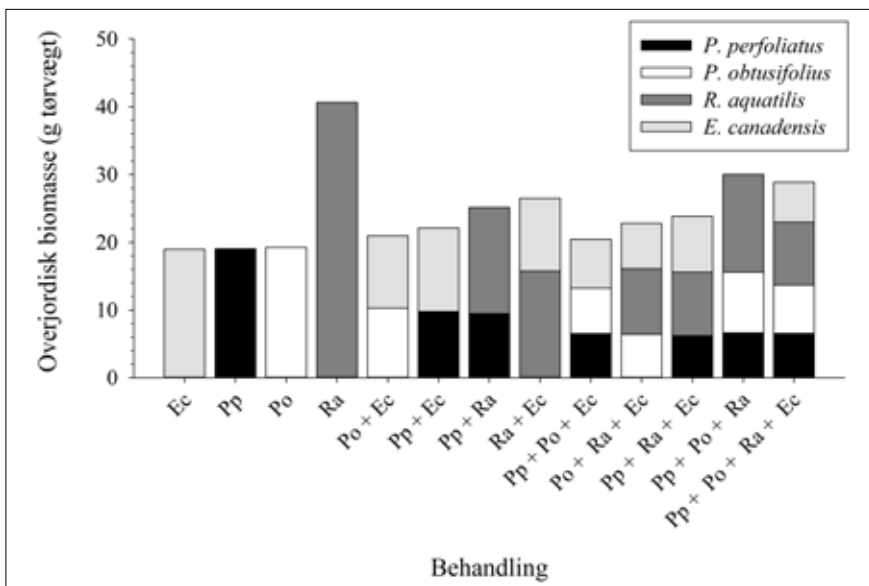 50
40
30
20
10
0
Overjordisk biomasse (g tørvægt)
P. perfoliatus
P. obtusifolius
R. aquatilis
E. canadensis
Ec
Pp
Po
Ra
Po + Ec
Pp + Ec
Pp + Ra
Ra + Ec
Pp + Po + Ec
Po + Ra + Ec
Pp + Ra + Ec
Pp + Po + Ra
Pp + Po + Ra + Ec
Behandling